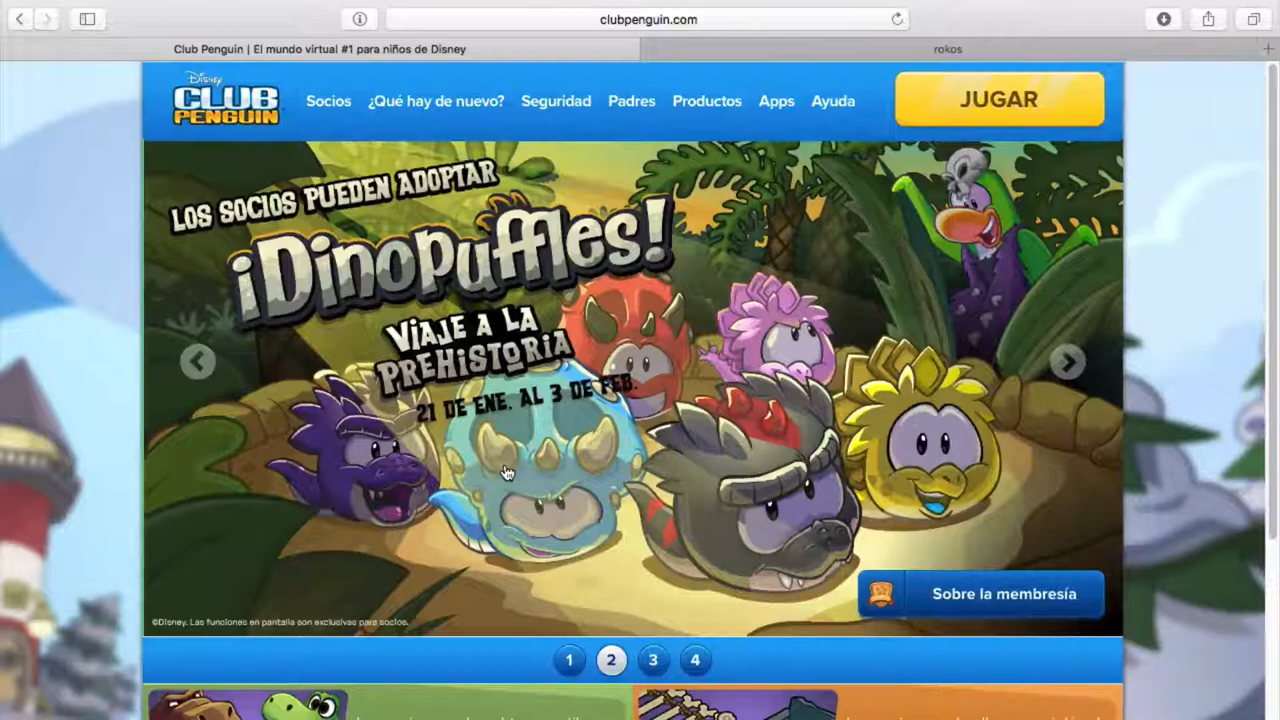 clubpenguin.com
Club Penguin | El mundo virtual #1 para niños de Disney
rokos
Disney
CLUB
PENGUIN
Socios ¿Qué hay de nuevo? Seguridad Padres Productos Apps Ayuda
JUGAR
LOS SOCIOS PUEDEN ADOPTAR
¡Dinopuffles!
VIAJE A LA
PREHISTORIA
21 DE ENE. AL 3 DE FEB.
Sobre la membresía
©Disney. Las funciones en pantalla son exclusivas para socios.
1 2 3 4